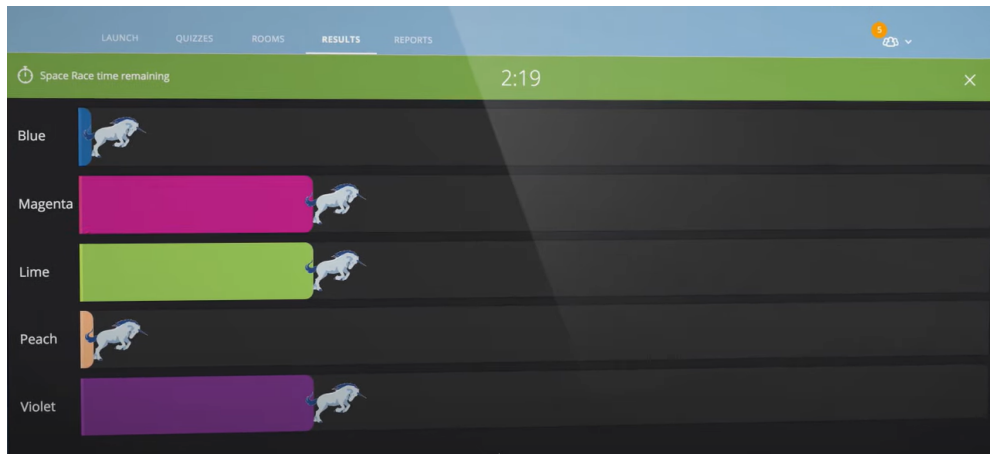 LAUNCH QUIZZES ROOMS RESULTS REPORTS
5
Space Race time remaining 2:19
Blue
Magenta
Lime
Peach
Violet